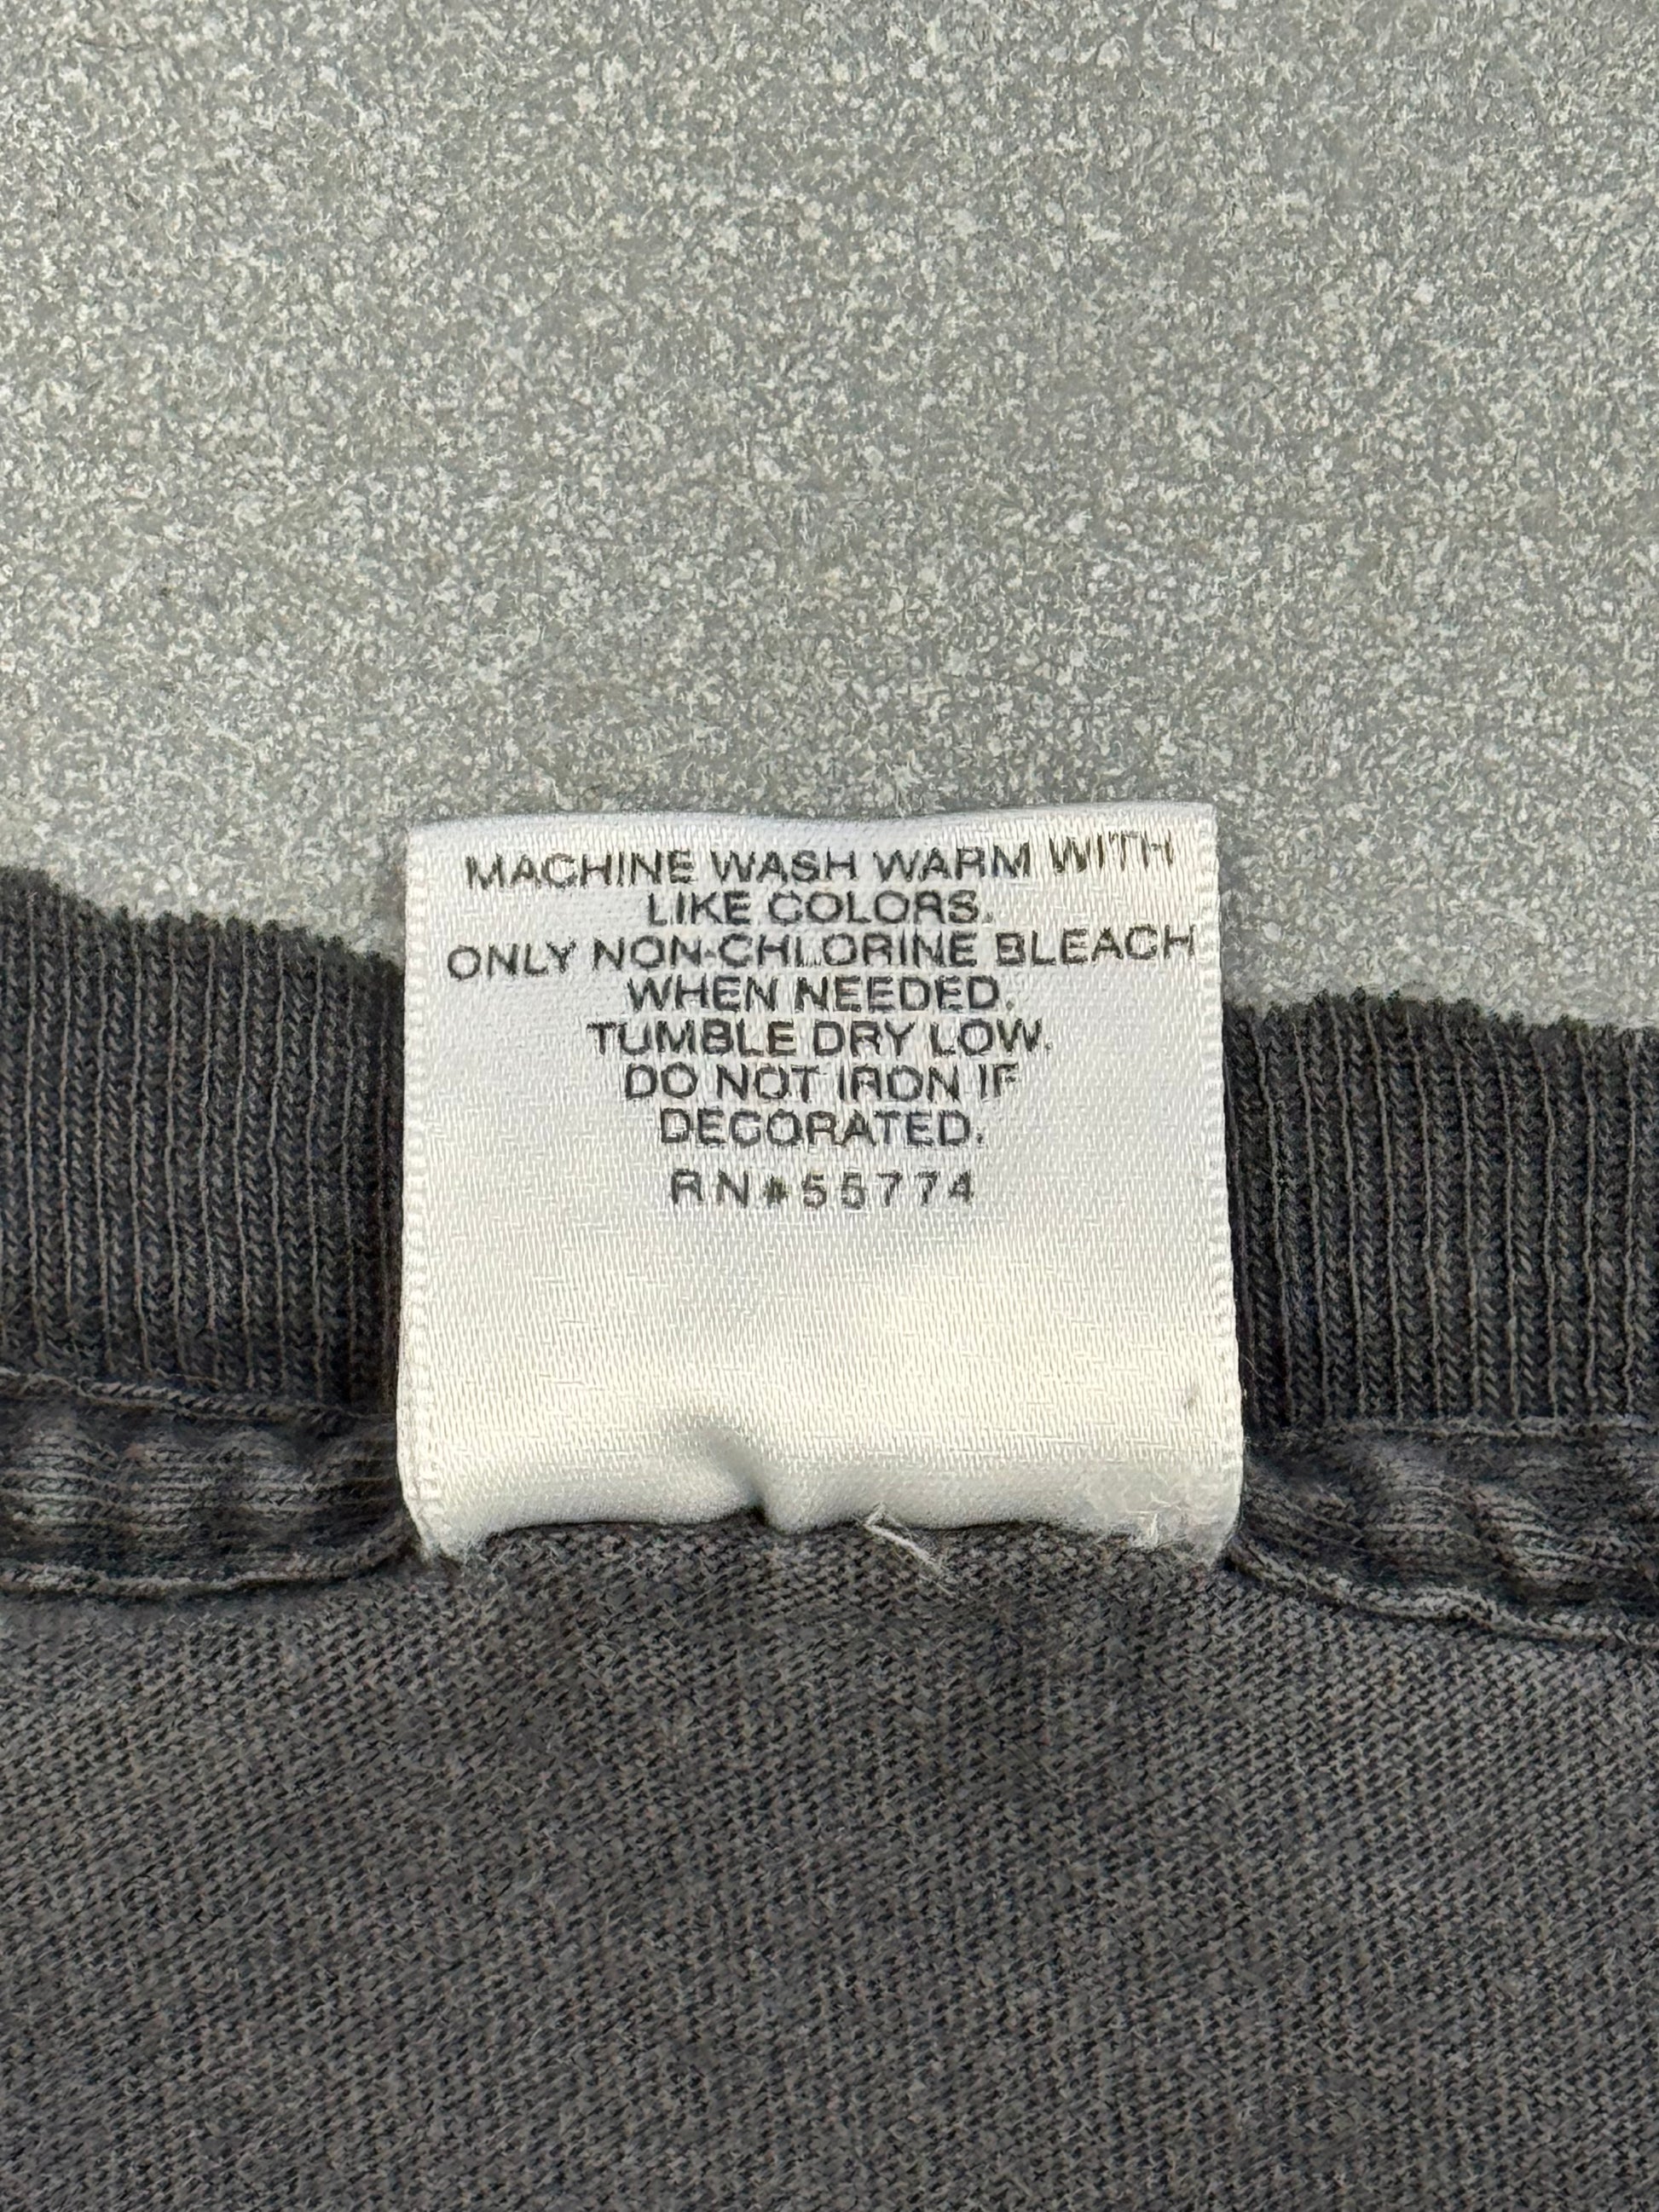 MACHINE WASH WARM WITH
LIKE COLORS.
ONLY NON-CHLORINE BLEACH
WHEN NEEDED.
TUMBLE DRY LOW.
DO NOT IRON IF
DECORATED.
RN#55774